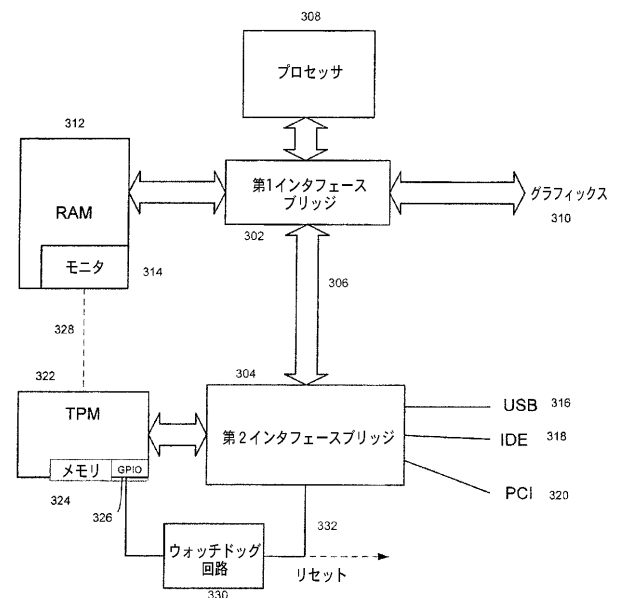 308
プロセッサ
312
RAM
モニタ
314
第1インタフェース
ブリッジ
302
グラフィックス
310
306
328
304
322
TPM
メモリ
GPIO
324
326
第2インタフェースブリッジ
USB 316
IDE 318
PCI 320
332
ウォッチドッグ
回路
330
リセット